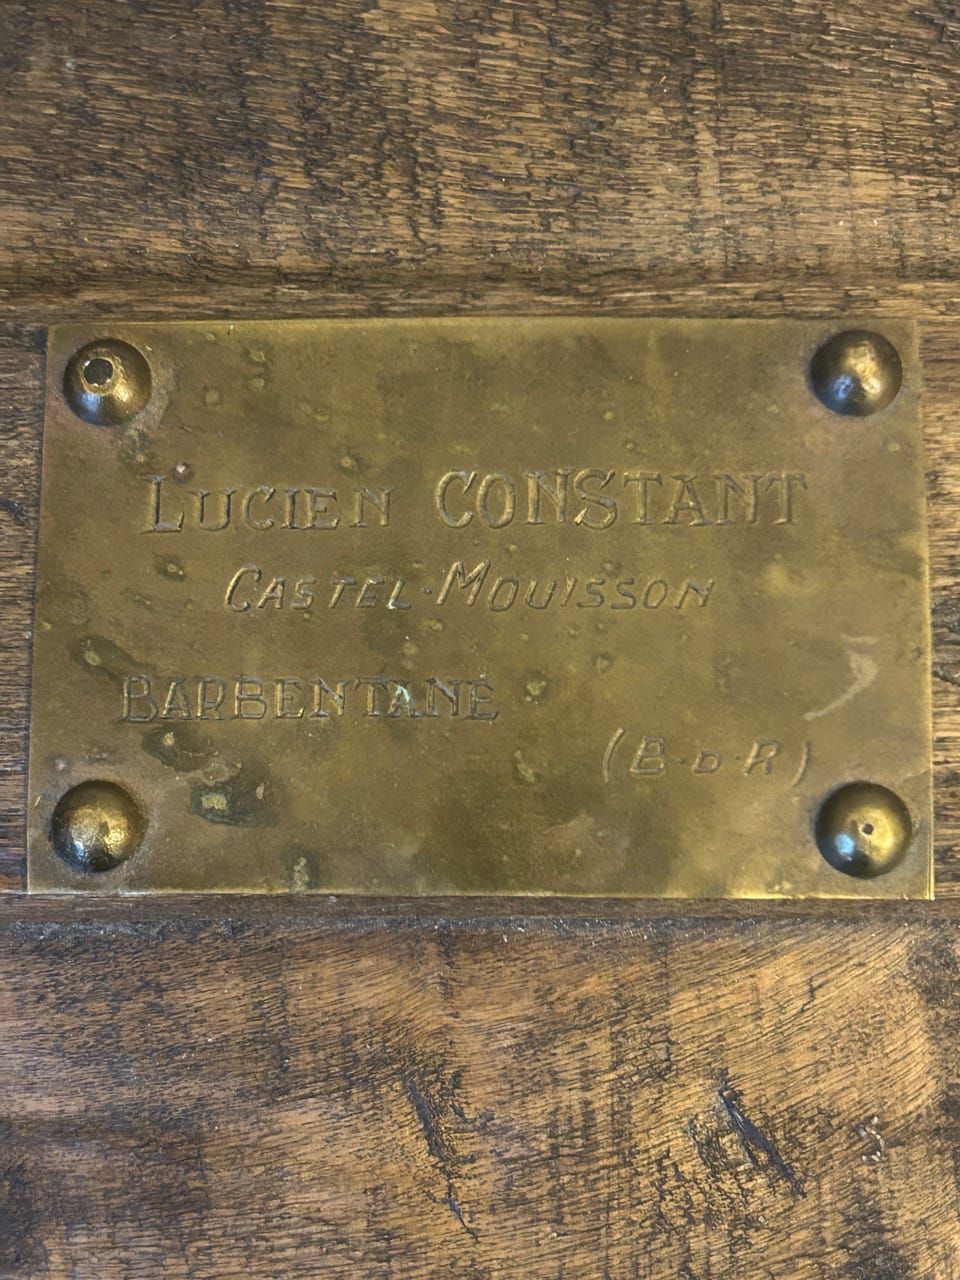 LUCIEN CONSTANT
CASTEL-MOUISSON
BARBENTANE
(B.D.R)